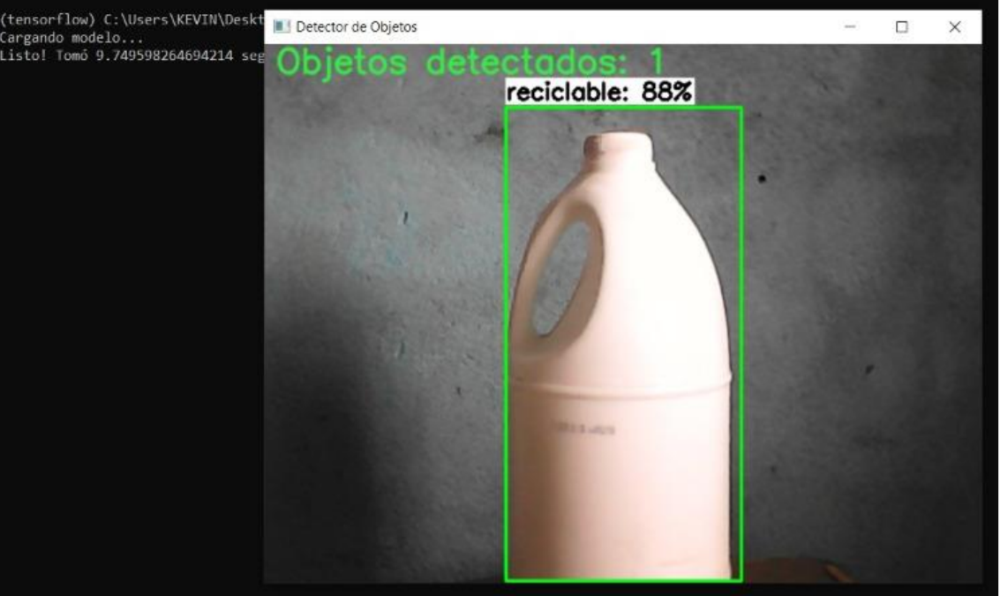 (tensorflow) C:\Users\KEVIN\Deskt
Cargando modelo...
Listo! Tomó 9.749598264694214 seg
Detector de Objetos
Objetos detectados: 1
reciclable: 88%